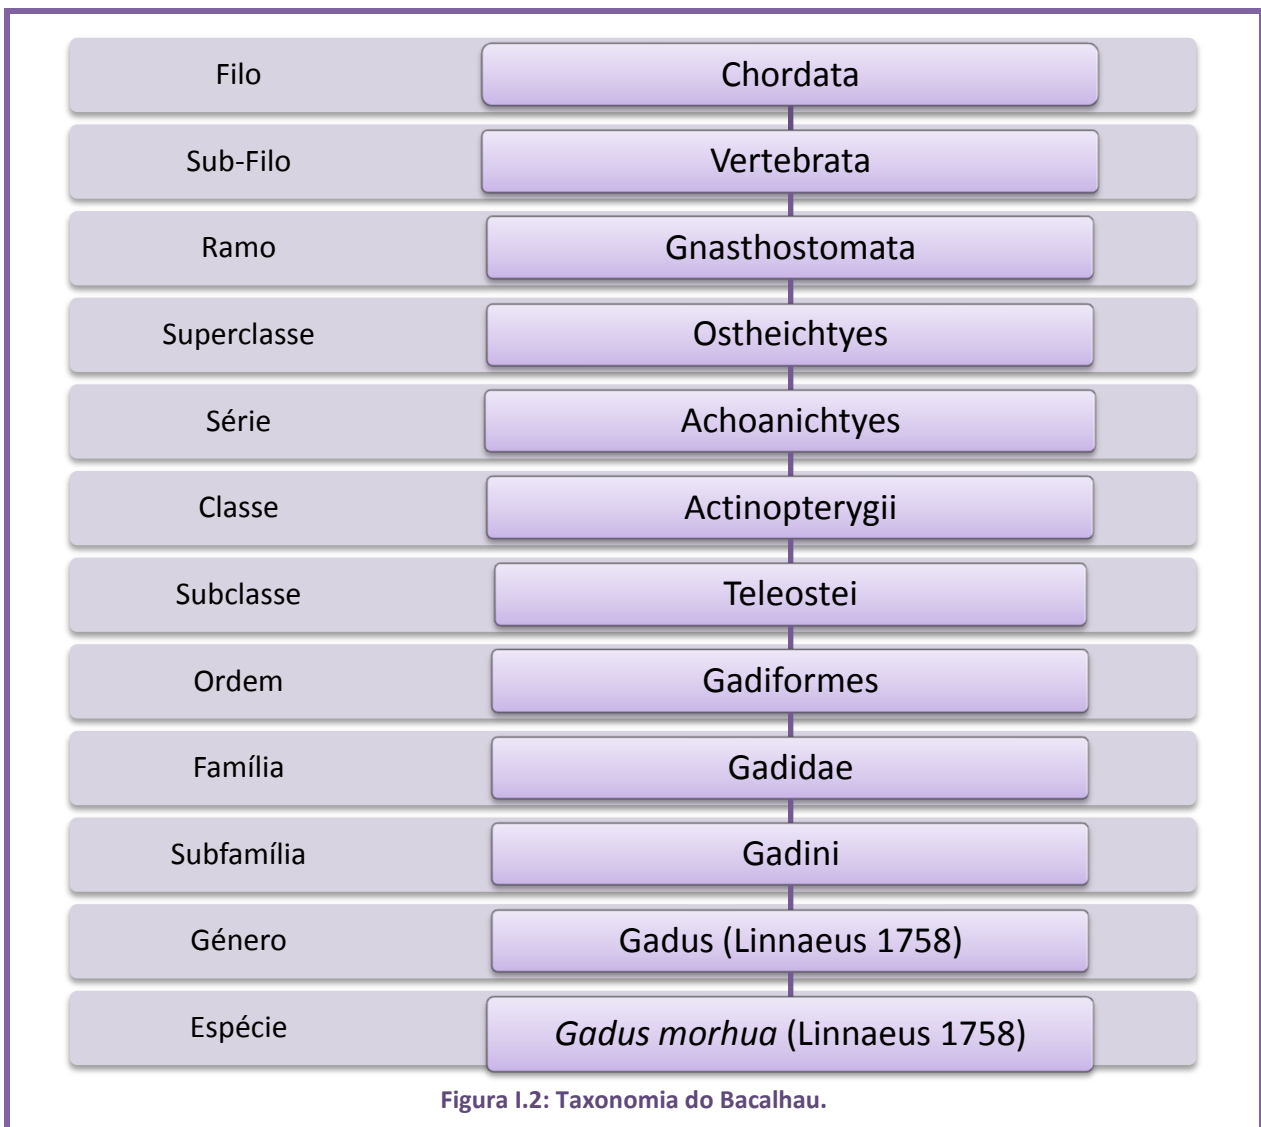 Filo Chordata
Sub-Filo Vertebrata
Ramo Gnasthostomata
Superclasse Ostheichtyes
Série Achoanichtyes
Classe Actinopterygii
Subclasse Teleostei
Ordem Gadiformes
Família Gadidae
Subfamília Gadini
Género Gadus (Linnaeus 1758)
Espécie Gadus morhua (Linnaeus 1758)
Figura I.2: Taxonomia do Bacalhau.